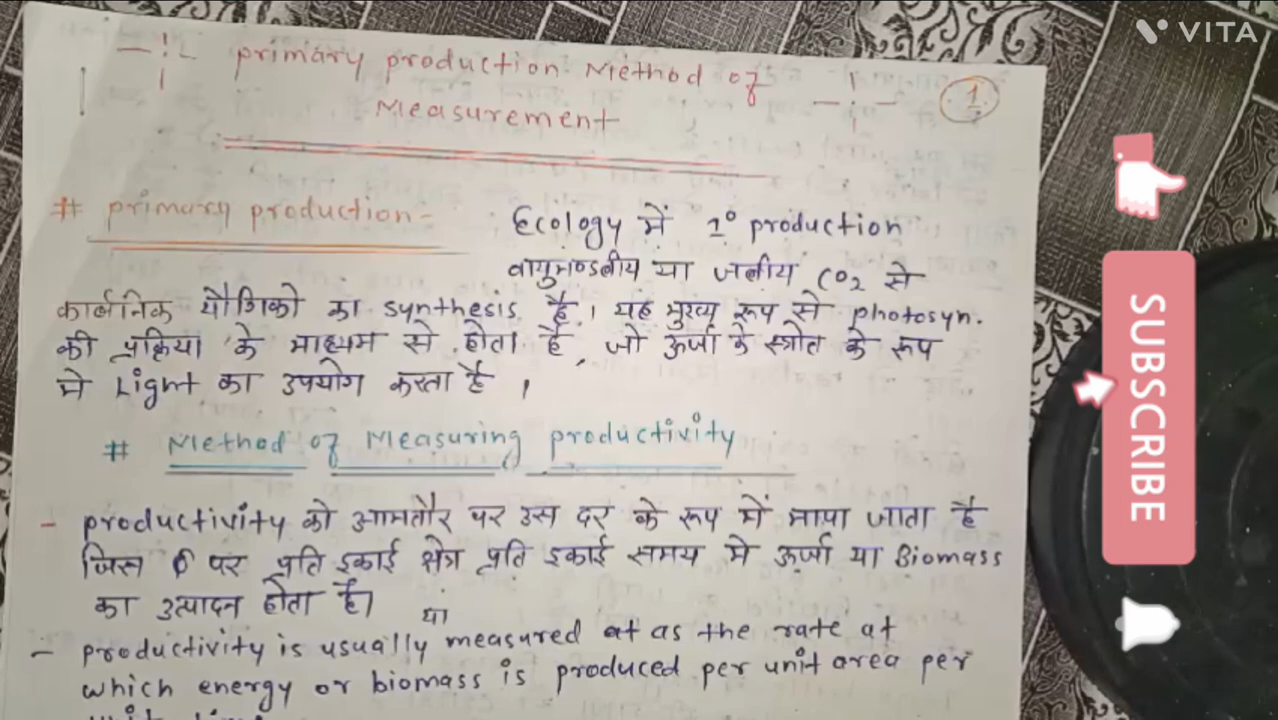 VITA
primary production Method of
Measurement
1
# primary production-
Ecology में 1° production
वायुमण्डलीय या जलीय CO2 से
कार्बनिक यौगिको का synthesis है। यह मुख्य रूप से photosyn.
की प्रक्रिया के माध्यम से होता है, जो ऊर्जा के स्त्रोत के रूप
मे Light का उपयोग करता है।
# Method of Measuring productivity
- productivity को आमतौर पर उस दर के रूप में मापा जाता है
जिस पर प्रति इकाई क्षेत्र प्रति इकाई समय मे ऊर्जा या Biomass
का उत्पादन होता है।
या
- productivity is usually measured at as the rate at
which energy or biomass is produced per unit area per
SUBSCRIBE